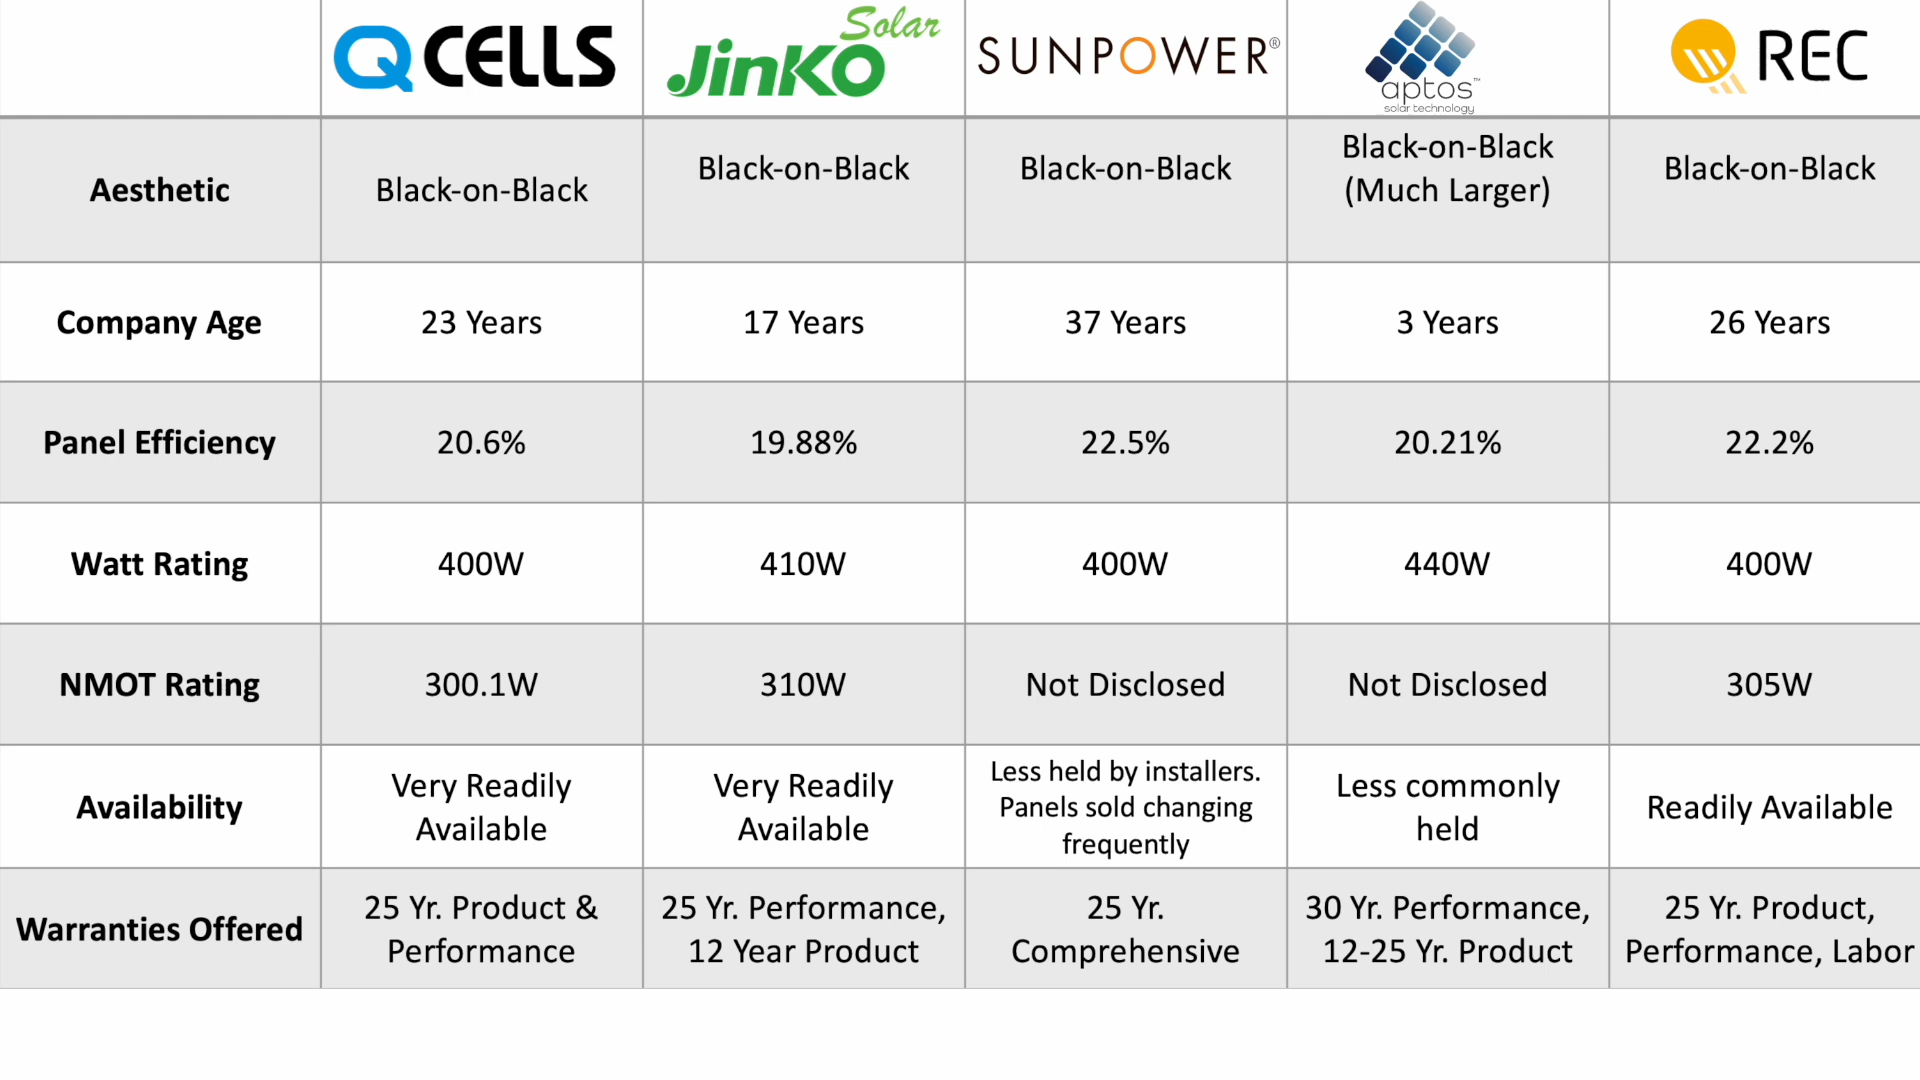 Q CELLS
JinKO Solar
SUNPOWER®
aptos™
solar technology
REC
Aesthetic
Black-on-Black
Black-on-Black
Black-on-Black
Black-on-Black
(Much Larger)
Black-on-Black
Company Age
23 Years
17 Years
37 Years
3 Years
26 Years
Panel Efficiency
20.6%
19.88%
22.5%
20.21%
22.2%
Watt Rating
400W
410W
400W
440W
400W
NMOT Rating
300.1W
310W
Not Disclosed
Not Disclosed
305W
Availability
Very Readily
Available
Very Readily
Available
Less held by installers.
Panels sold changing
frequently
Less commonly
held
Readily Available
Warranties Offered
25 Yr. Product &
Performance
25 Yr. Performance,
12 Year Product
25 Yr.
Comprehensive
30 Yr. Performance,
12-25 Yr. Product
25 Yr. Product,
Performance, Labor